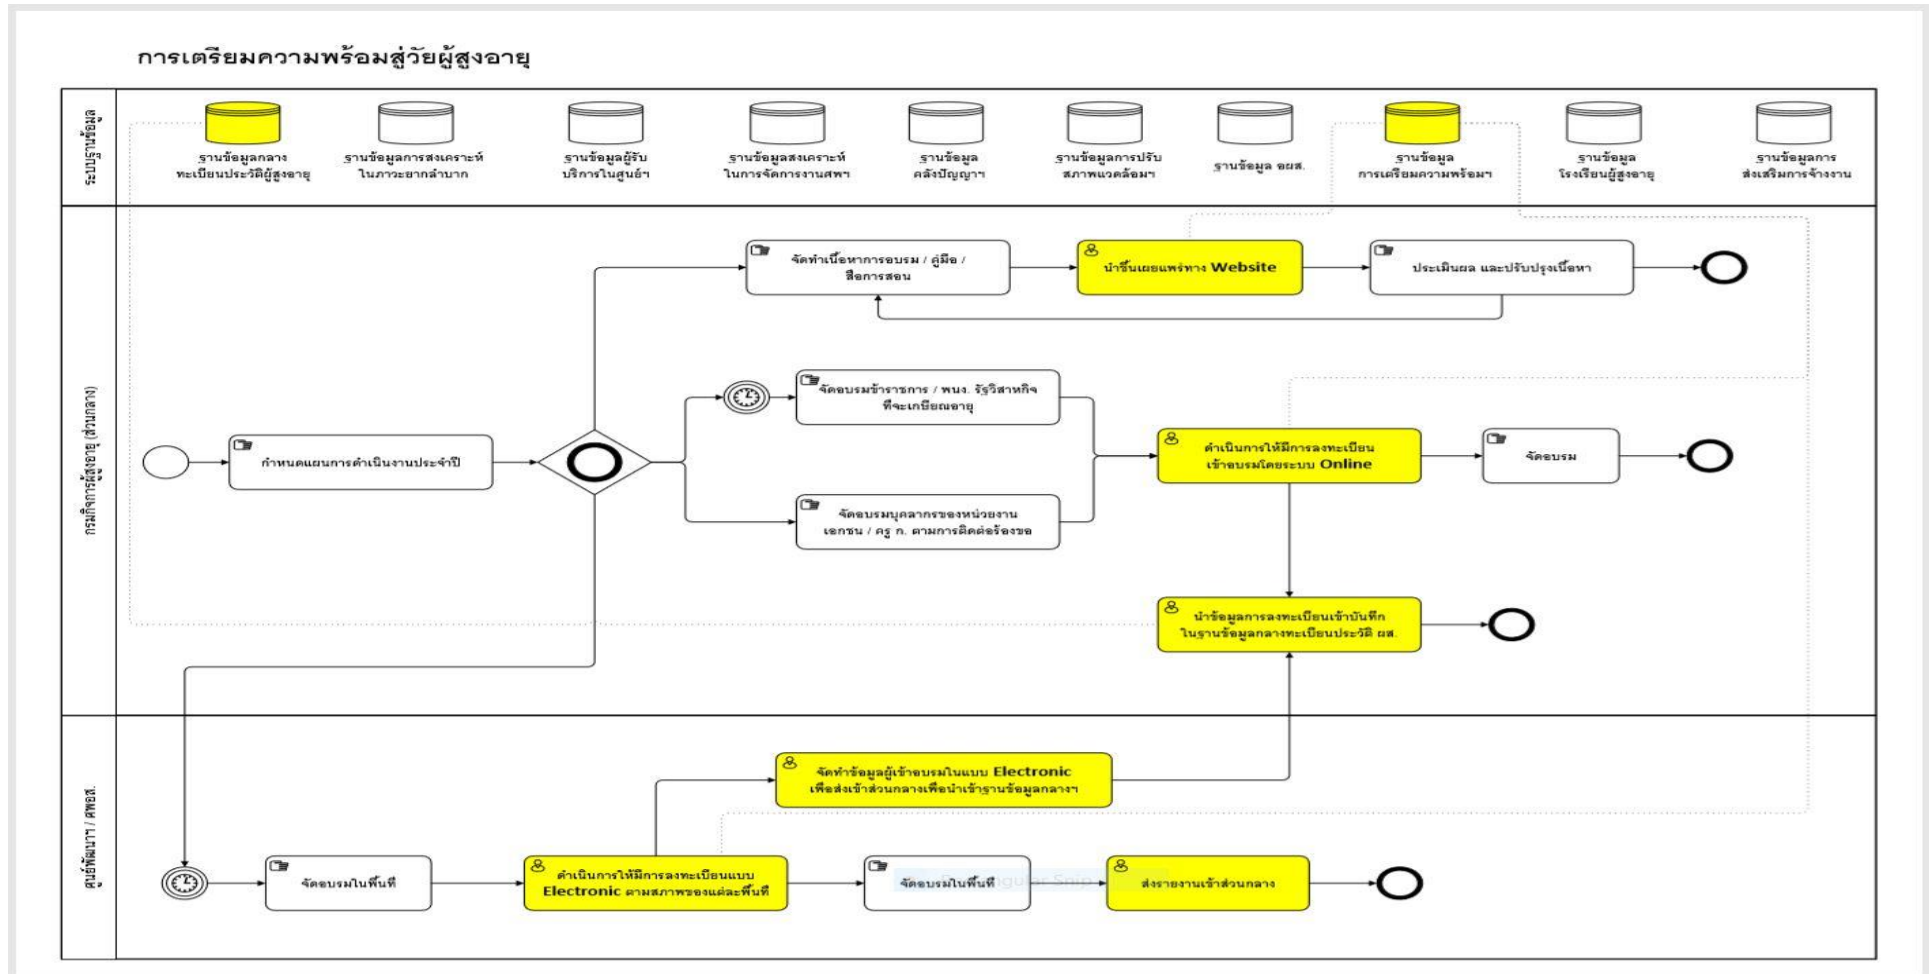 การเตรียมความพร้อมสู่วัยผู้สูงอายุ
ระบบฐานข้อมูล
ฐานข้อมูลกลาง
ทะเบียนประวัติผู้สูงอายุ
ฐานข้อมูลการสงเคราะห์
ในภาวะยากลำบาก
ฐานข้อมูลผู้รับ
บริการในศูนย์ฯ
ฐานข้อมูลสงเคราะห์
ในการจัดการงานศพฯ
ฐานข้อมูล
คลังปัญญาฯ
ฐานข้อมูลการปรับ
สภาพแวดล้อมฯ
ฐานข้อมูล อผส.
ฐานข้อมูล
การเตรียมความพร้อมฯ
ฐานข้อมูล
โรงเรียนผู้สูงอายุ
ฐานข้อมูลการ
ส่งเสริมการจ้างงาน
กรมกิจการผู้สูงอายุ (ส่วนกลาง)
จัดทำเนื้อหาการอบรม / คู่มือ /
สื่อการสอน
นำขึ้นเผยแพร่ทาง Website
ประเมินผล และปรับปรุงเนื้อหา
จัดอบรมข้าราชการ / พนง. รัฐวิสาหกิจ
ที่จะเกษียณอายุ
กำหนดแผนการดำเนินงานประจำปี
ดำเนินการให้มีการลงทะเบียน
เข้าอบรมโดยระบบ Online
จัดอบรม
จัดอบรมบุคลากรของหน่วยงาน
เอกชน / ครู ก. ตามการติดต่อร้องขอ
นำข้อมูลการลงทะเบียนเข้าบันทึก
ในฐานข้อมูลกลางทะเบียนประวัติ ผส.
ศูนย์พัฒนาฯ / ศพอส.
จัดทำข้อมูลผู้เข้าอบรมในแบบ Electronic
เพื่อส่งเข้าส่วนกลางเพื่อนำเข้าฐานข้อมูลกลางฯ
จัดอบรมในพื้นที่
ดำเนินการให้มีการลงทะเบียนแบบ
Electronic ตามสภาพของแต่ละพื้นที่
จัดอบรมในพื้นที่
ส่งรายงานเข้าส่วนกลาง